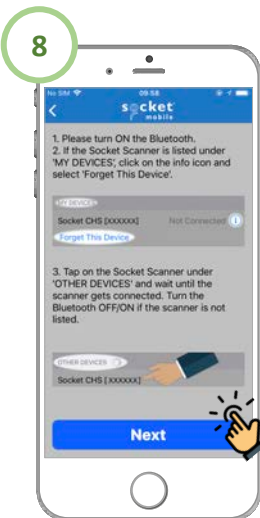 8
No SIM 09:58
socket
mobile
1. Please turn ON the Bluetooth.
2. If the Socket Scanner is listed under
'MY DEVICES', click on the info icon and
select 'Forget This Device'.
MY DEVICES
Socket CHS [XXXXXX] Not Connected i
Forget This Device
3. Tap on the Socket Scanner under
'OTHER DEVICES' and wait until the
scanner gets connected. Turn the
Bluetooth OFF/ON if the scanner is not
listed.
OTHER DEVICES
Socket CHS [XXXXXX]
Next